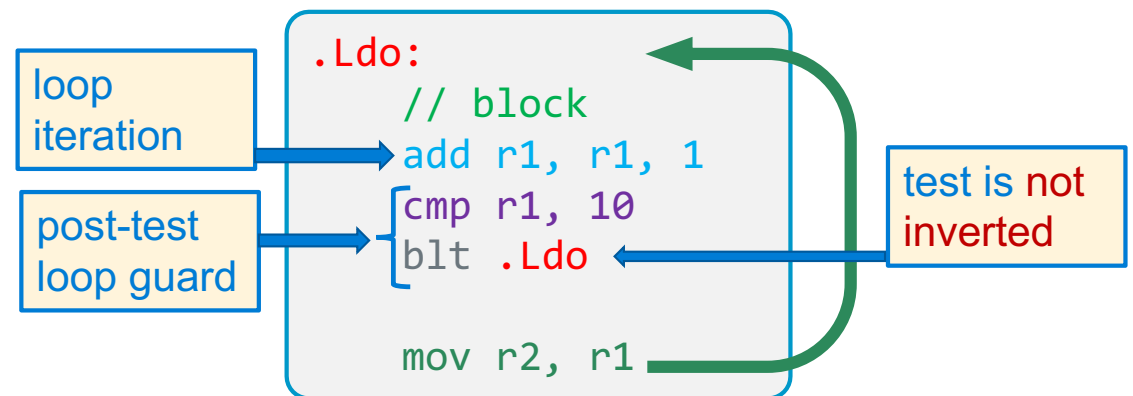 loop
iteration
post-test
loop guard
.Ldo:
// block
add r1, r1, 1
cmp r1, 10
blt .Ldo
mov r2, r1
test is not
inverted